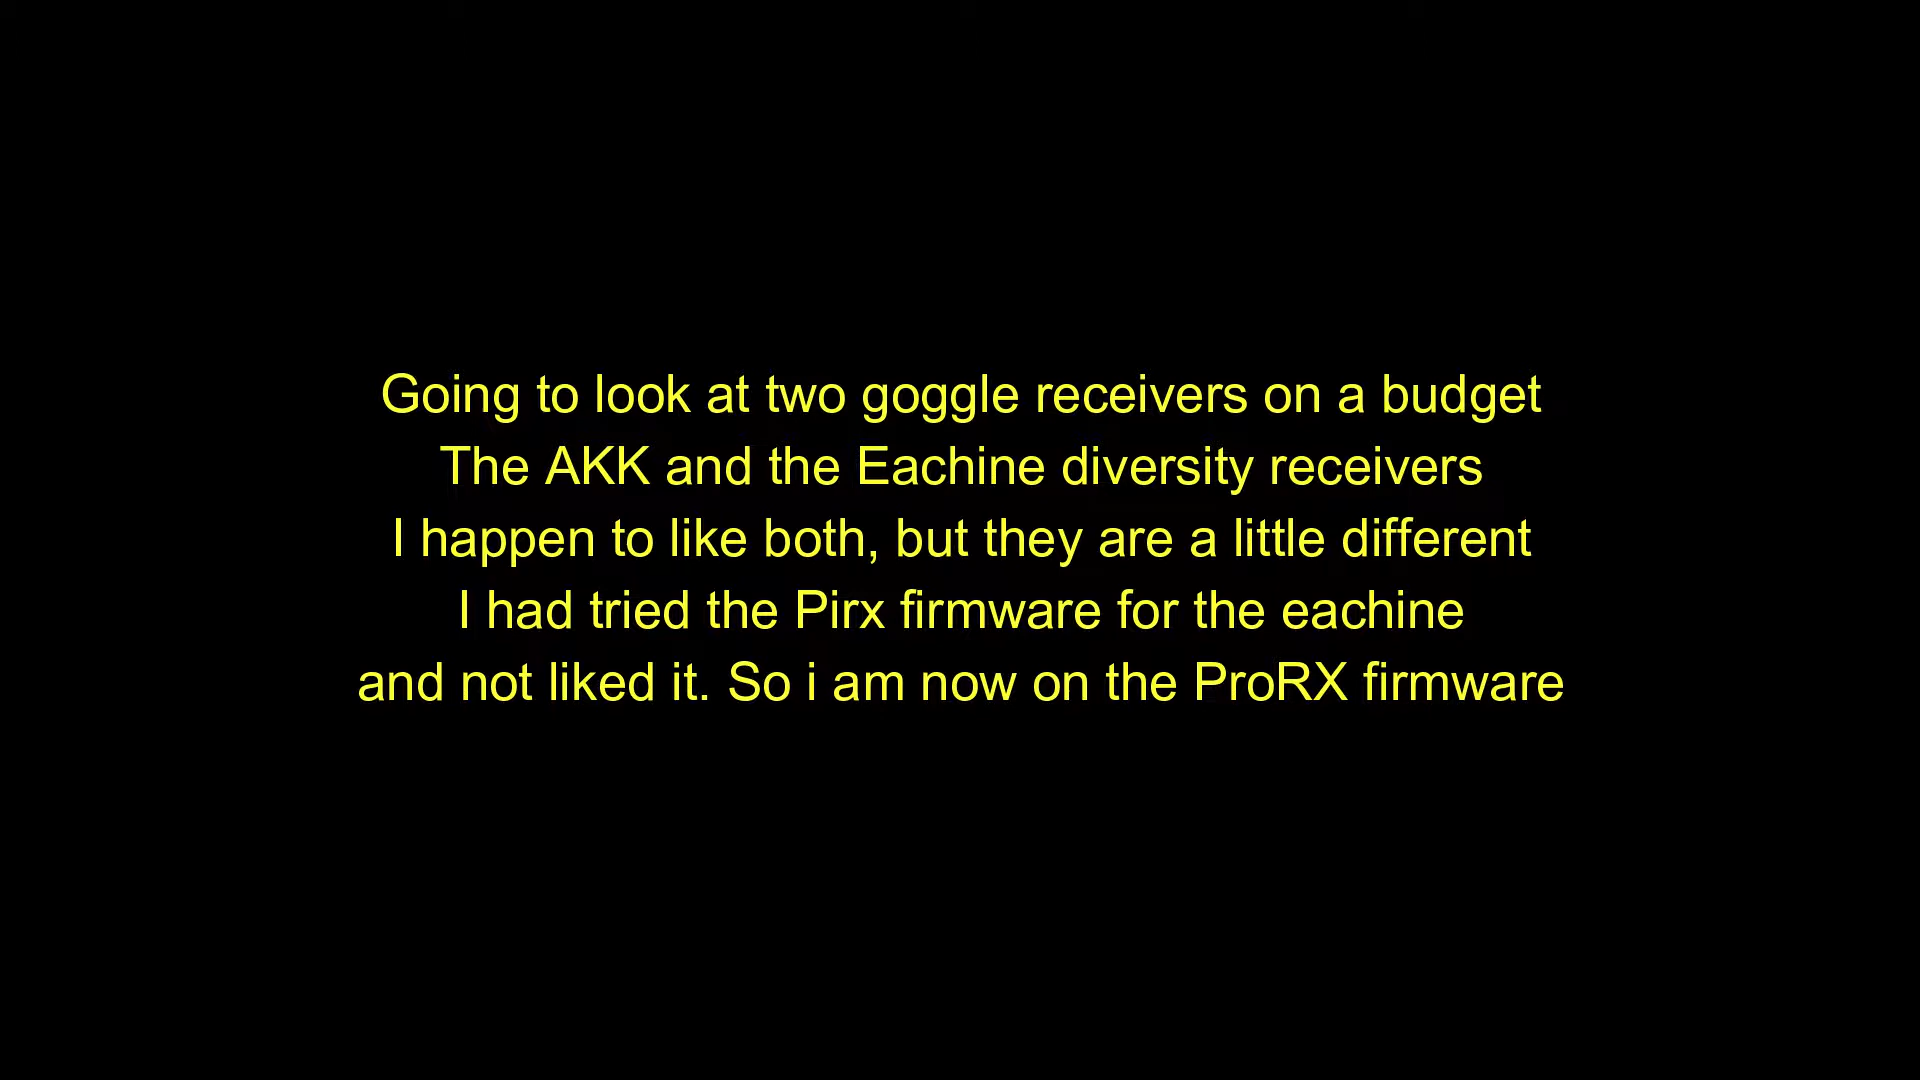 Going to look at two goggle receivers on a budget
The AKK and the Eachine diversity receivers
I happen to like both, but they are a little different
I had tried the Pirx firmware for the eachine
and not liked it. So i am now on the ProRX firmware